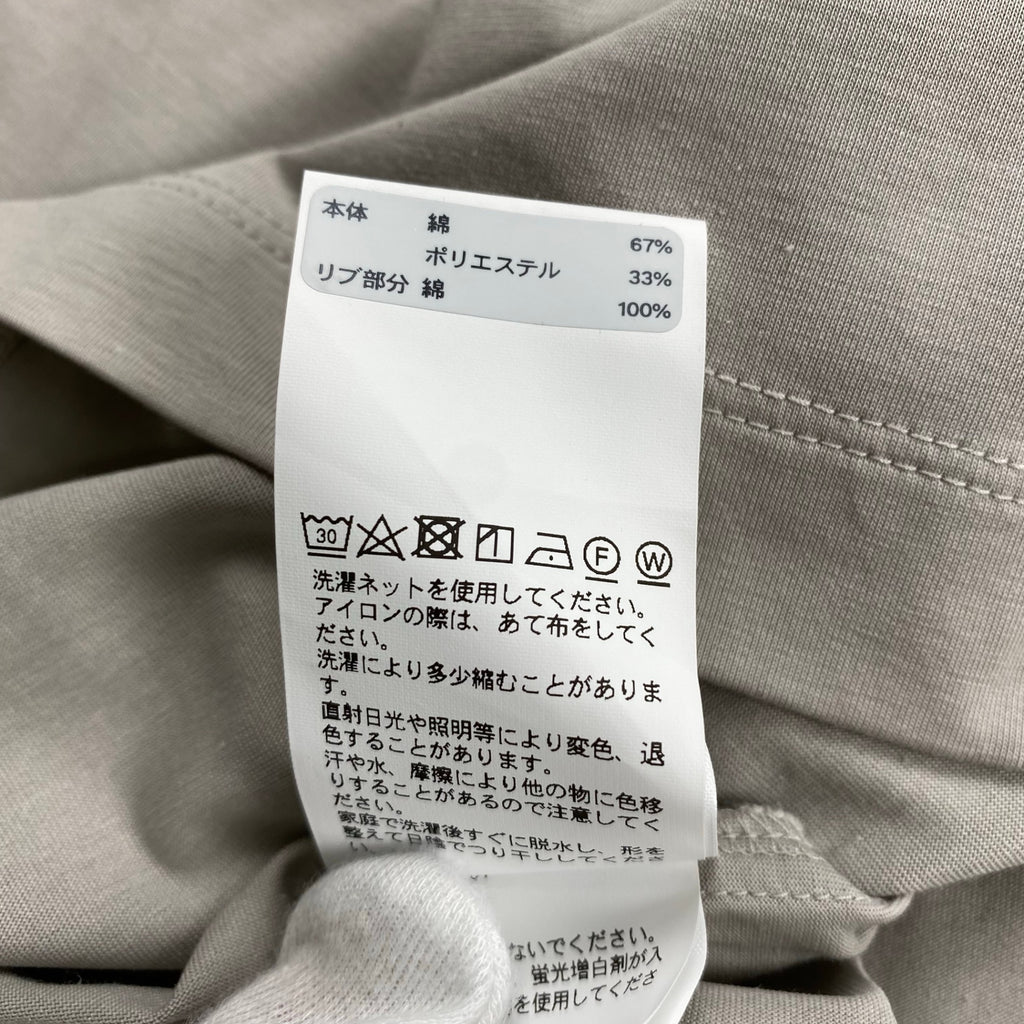 本体 綿 67%
ポリエステル 33%
リブ部分 綿 100%
30
F
W
洗濯ネットを使用してください。
アイロンの際は、あて布をしてく
ださい。
洗濯により多少縮むことがありま
す。
直射日光や照明等により変色、退
色することがあります。
汗や水、摩擦により他の物に色移
りすることがあるので注意してく
ださい。
家庭で洗濯後すぐに脱水し、形を
整えて日陰でつり干ししてくださ
い。
ないでください。
蛍光増白剤が入
を使用してくださ